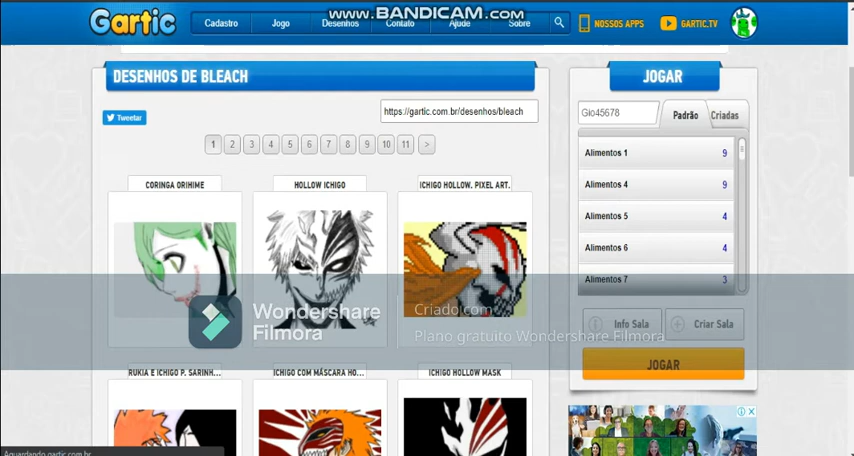 www.BANDICAM.com
Gartic
Cadastro Jogo Desenhos Contato Ajuda Sobre
NOSSOS APPS
GARTIC.TV
DESENHOS DE BLEACH
Tweetar
https://gartic.com.br/desenhos/bleach
1 2 3 4 5 6 7 8 9 10 11 >
CORINGA ORIHIME
HOLLOW ICHIGO
ICHIGO HOLLOW. PIXEL ART.
RUKIA E ICHIGO P. SARINH...
ICHIGO COM MÁSCARA HO...
ICHIGO HOLLOW MASK
JOGAR
Gio45678
Padrão
Criadas
Alimentos 1 9
Alimentos 4 9
Alimentos 5 4
Alimentos 6 4
Alimentos 7 3
Info Sala
Criar Sala
JOGAR
Wondershare
Filmora
Criado com
Plano gratuito Wondershare Filmora
Aguardando gartic.com.br